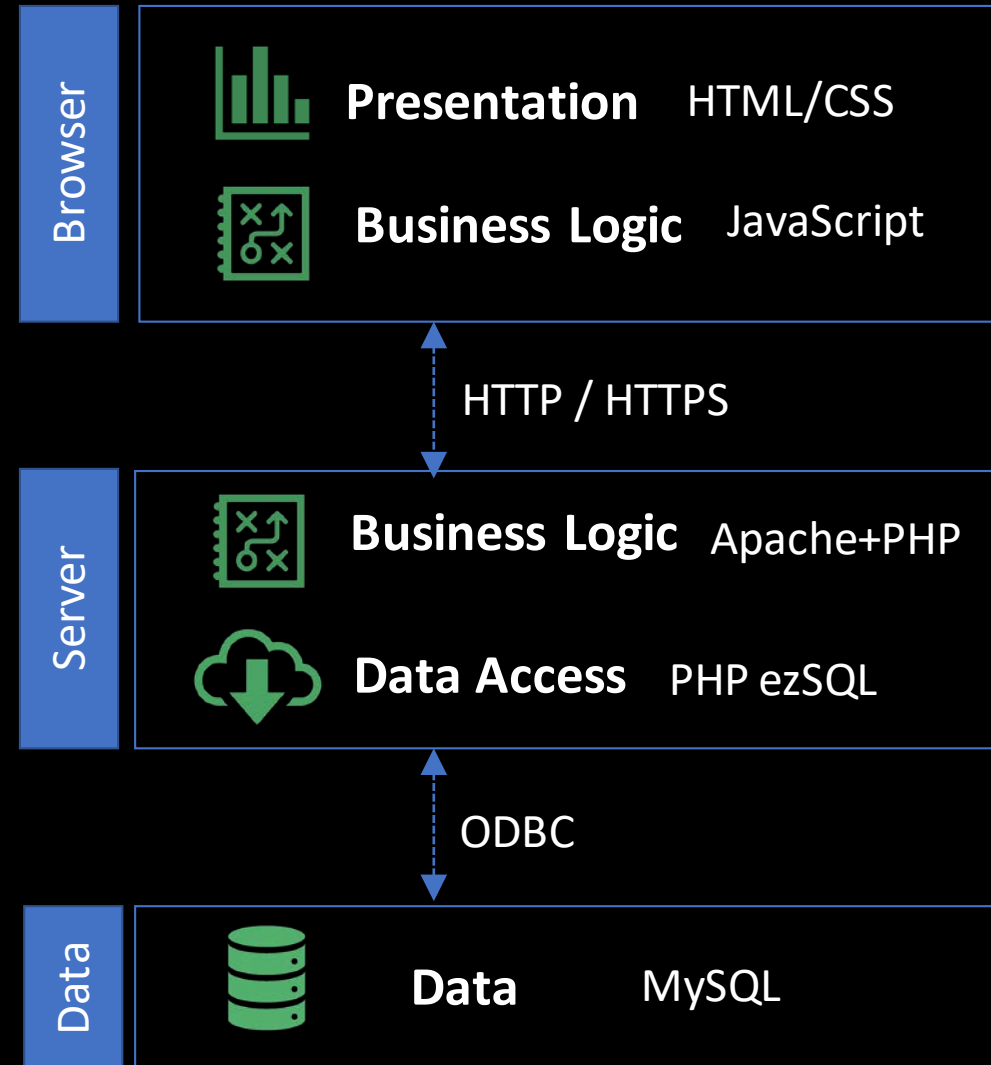 Browser
Presentation HTML/CSS
Business Logic JavaScript
HTTP / HTTPS
Server
Business Logic Apache+PHP
Data Access PHP ezSQL
ODBC
Data
Data MySQL